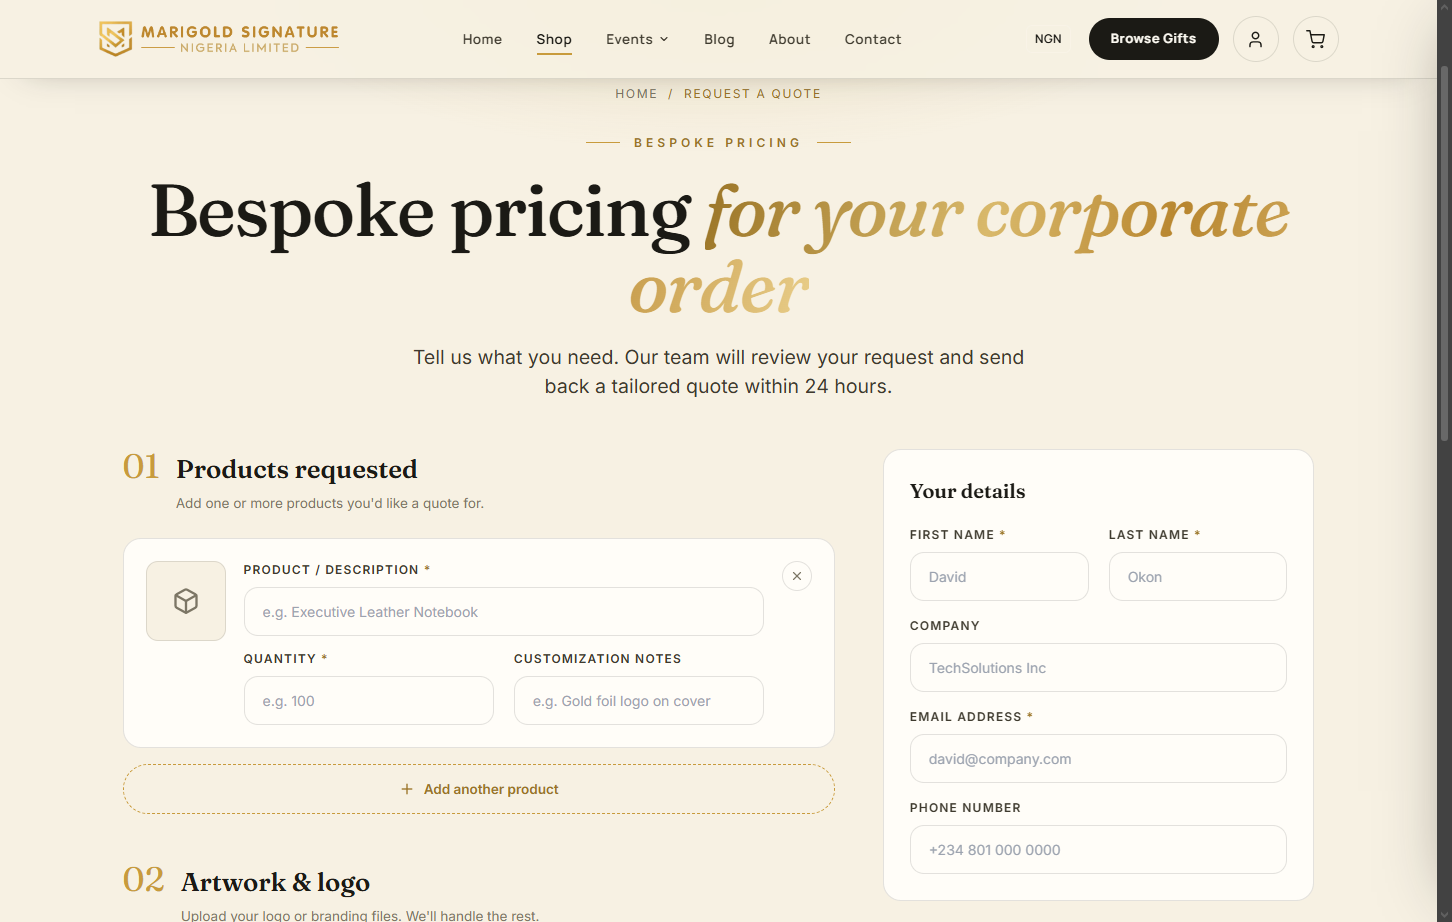 MARIGOLD SIGNATURE
NIGERIA LIMITED
Home
Shop
Events
Blog
About
Contact
NGN
Browse Gifts
HOME / REQUEST A QUOTE
BESPOKE PRICING
Bespoke pricing for your corporate
order
Tell us what you need. Our team will review your request and send
back a tailored quote within 24 hours.
01 Products requested
Add one or more products you'd like a quote for.
PRODUCT / DESCRIPTION *
e.g. Executive Leather Notebook
QUANTITY *
e.g. 100
CUSTOMIZATION NOTES
e.g. Gold foil logo on cover
+ Add another product
02 Artwork & logo
Upload your logo or branding files. We'll handle the rest.
Your details
FIRST NAME *
David
LAST NAME *
Okon
COMPANY
TechSolutions Inc
EMAIL ADDRESS *
david@company.com
PHONE NUMBER
+234 801 000 0000